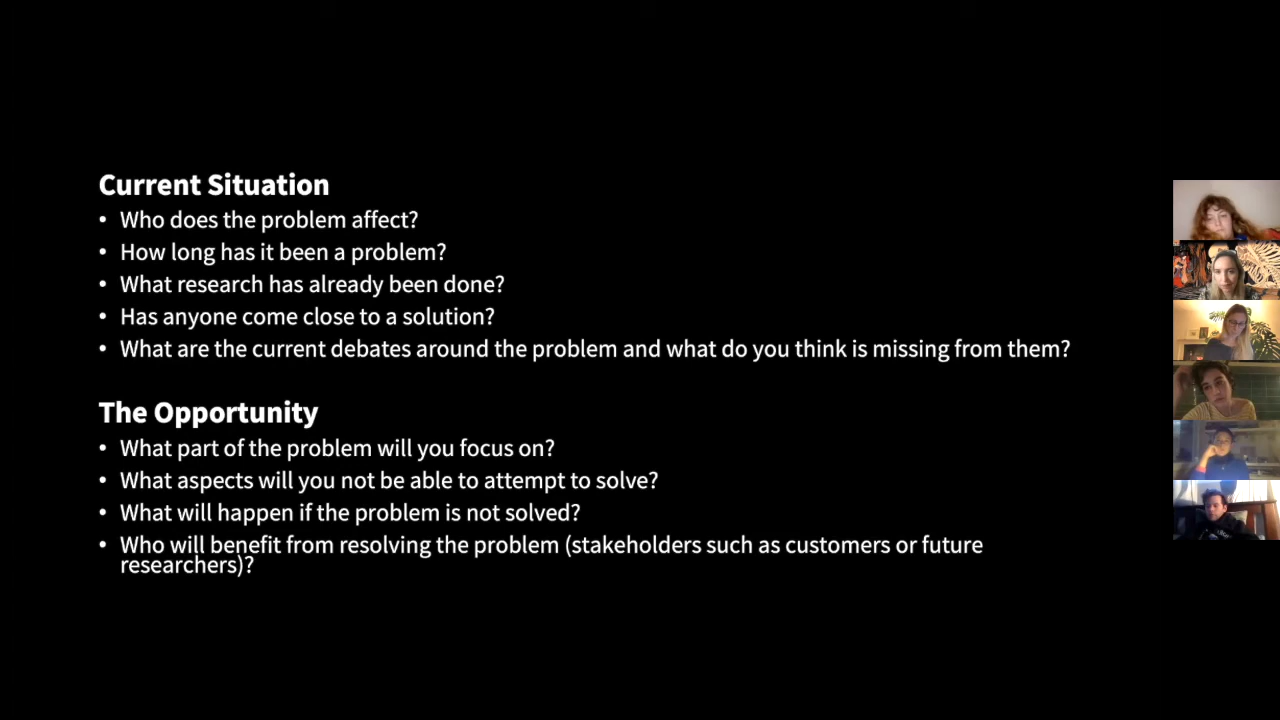 Current Situation
• Who does the problem affect?
• How long has it been a problem?
• What research has already been done?
• Has anyone come close to a solution?
• What are the current debates around the problem and what do you think is missing from them?
The Opportunity
• What part of the problem will you focus on?
• What aspects will you not be able to attempt to solve?
• What will happen if the problem is not solved?
• Who will benefit from resolving the problem (stakeholders such as customers or future
researchers)?